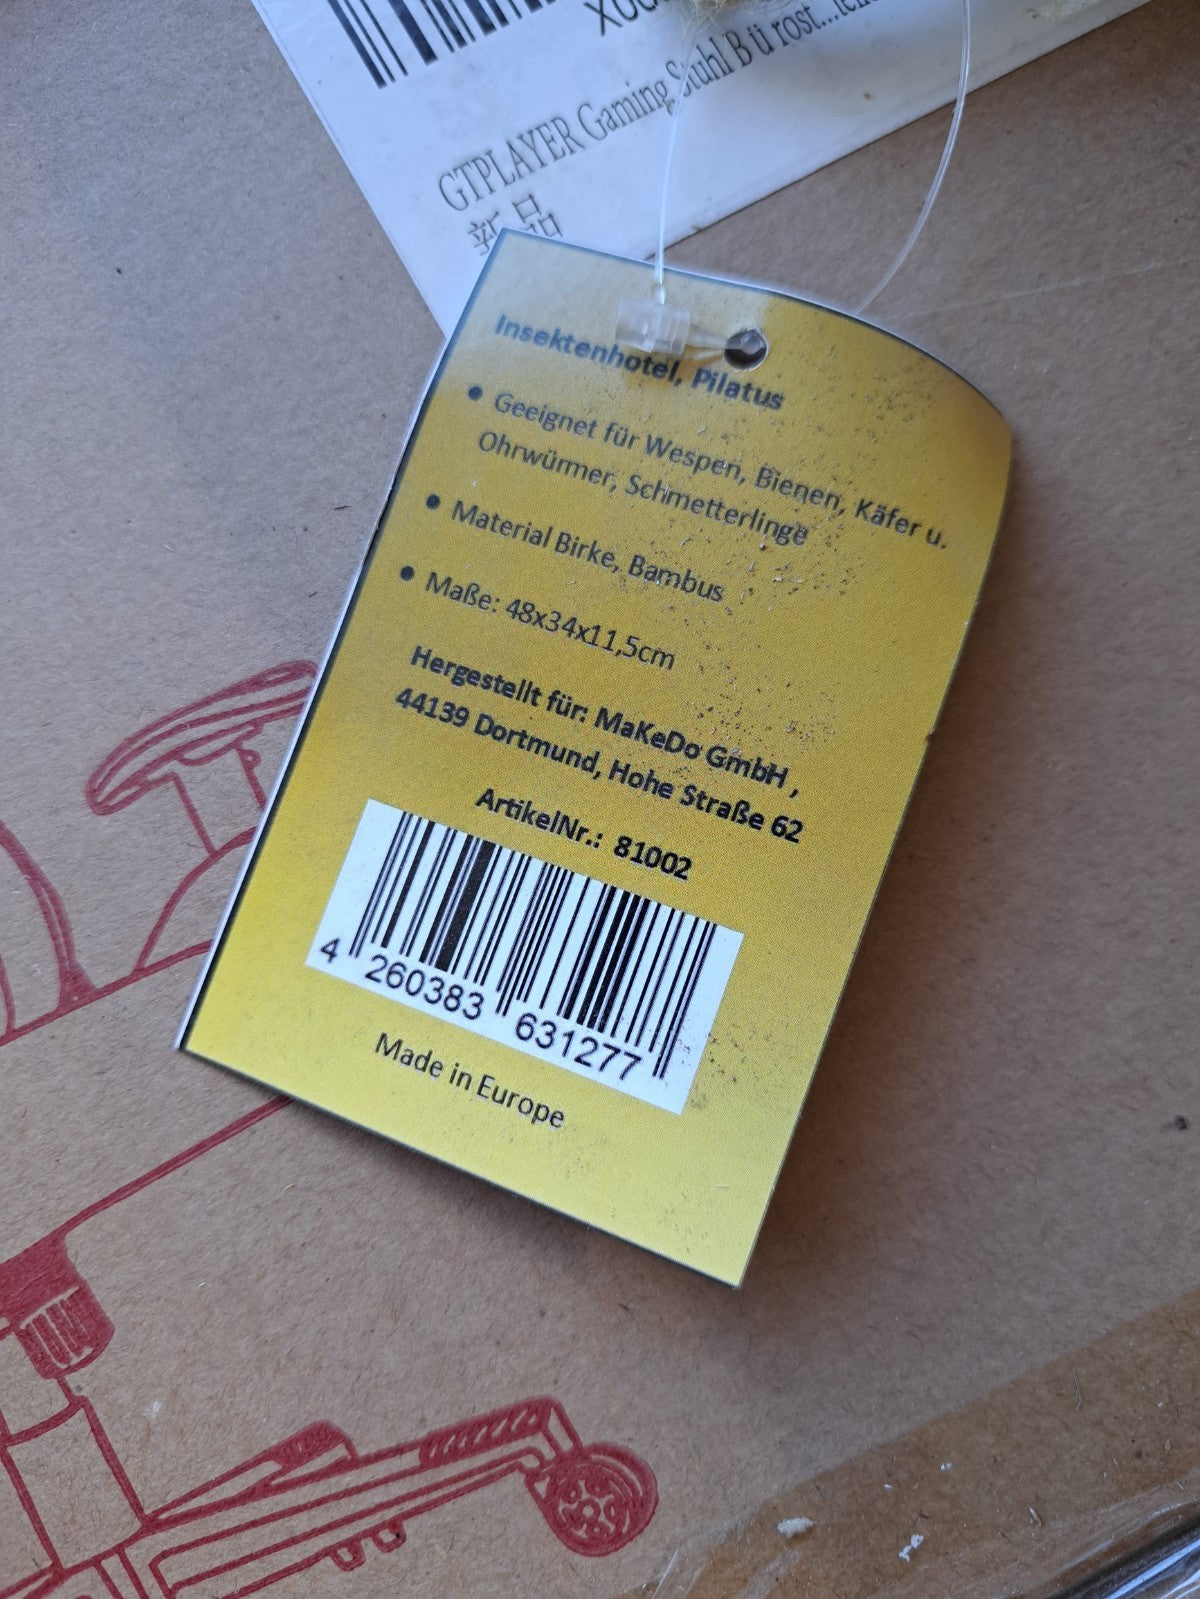 GTPLAYER Gaming Stuhl B ü rost...
新品
Insektenhotel, Pilatus
• Geeignet für Wespen, Bienen, Käfer u.
Ohrwürmer, Schmetterlinge
• Material Birke, Bambus
• Maße: 48x34x11,5cm
Hergestellt für: MaKeDo GmbH ,
44139 Dortmund, Hohe Straße 62
ArtikelNr.: 81002
4 260383 631277
Made in Europe